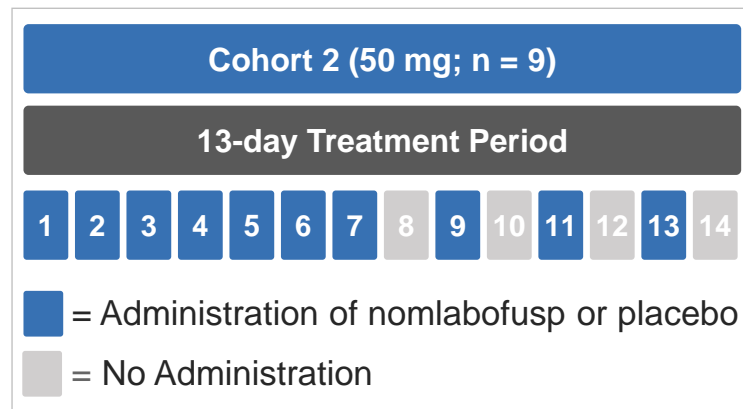 Cohort 2 (50 mg; n = 9)
13-day Treatment Period
1 2 3 4 5 6 7 8 9 10 11 12 13 14
= Administration of nomlabofusp or placebo
= No Administration